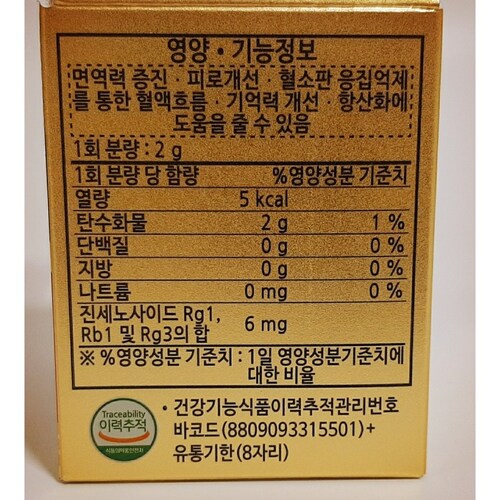 영양·기능정보
면역력 증진·피로개선·혈소판 응집억제
를 통한 혈액흐름·기억력 개선·항산화에
도움을 줄 수 있음
1회 분량 : 2 g
1회 분량 당 함량 %영양성분 기준치
열량 5 kcal
탄수화물 2 g 1 %
단백질 0 g 0 %
지방 0 g 0 %
나트륨 0 mg 0 %
진세노사이드 Rg1,
Rb1 및 Rg3의 합 6 mg
※ %영양성분 기준치 : 1일 영양성분기준치에
대한 비율
Traceability
이력추적
식품의약품안전처
· 건강기능식품이력추적관리번호
바코드(8809093315501)+
유통기한(8자리)